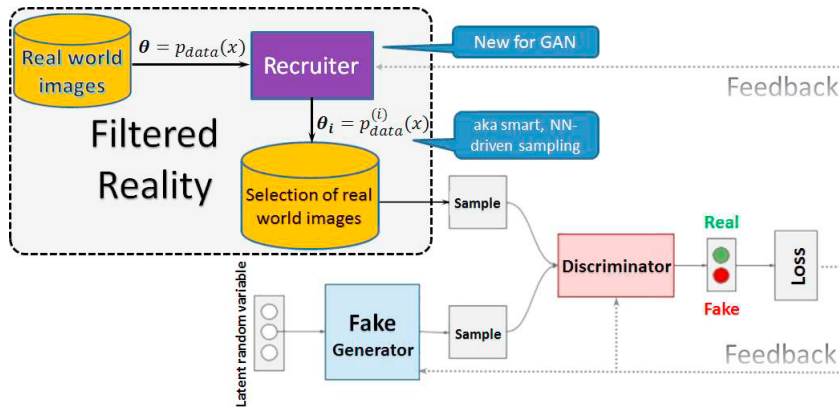 Real world
images
θ = p_data(x)
Recruiter
New for GAN
Feedback
Filtered
Reality
θ_i = p_data^(i)(x)
aka smart, NN-
driven sampling
Selection of real
world images
Sample
Discriminator
Real
Fake
Loss
Latent random variable
Fake
Generator
Sample
Feedback